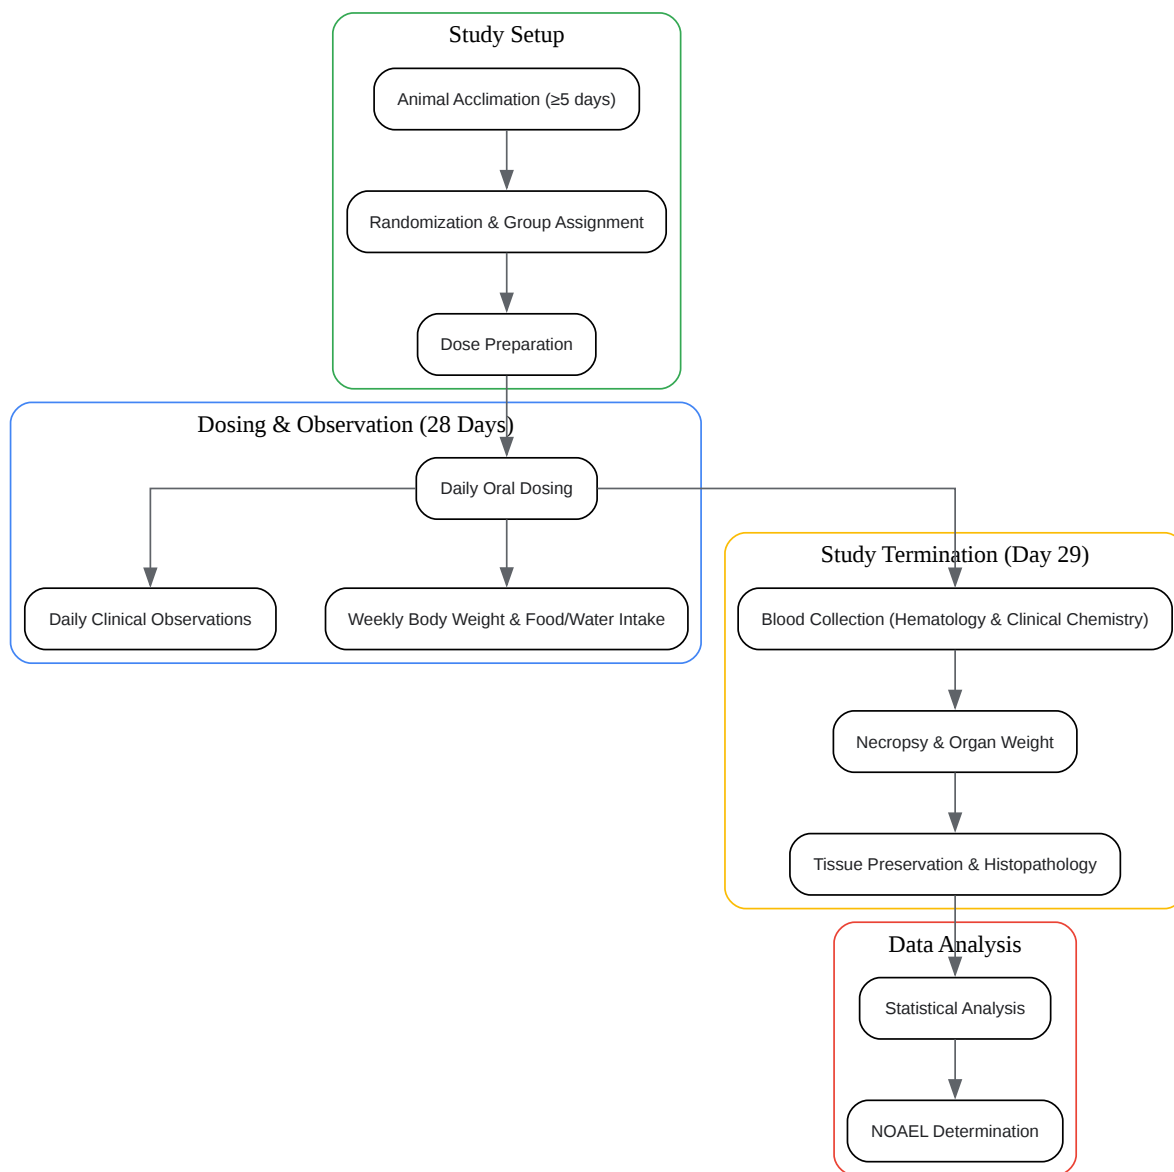 Study Setup
Animal Acclimation (≥5 days)
Randomization & Group Assignment
Dose Preparation
Dosing & Observation (28 Days)
Daily Oral Dosing
Daily Clinical Observations
Weekly Body Weight & Food/Water Intake
Study Termination (Day 29)
Blood Collection (Hematology & Clinical Chemistry)
Necropsy & Organ Weight
Tissue Preservation & Histopathology
Data Analysis
Statistical Analysis
NOAEL Determination